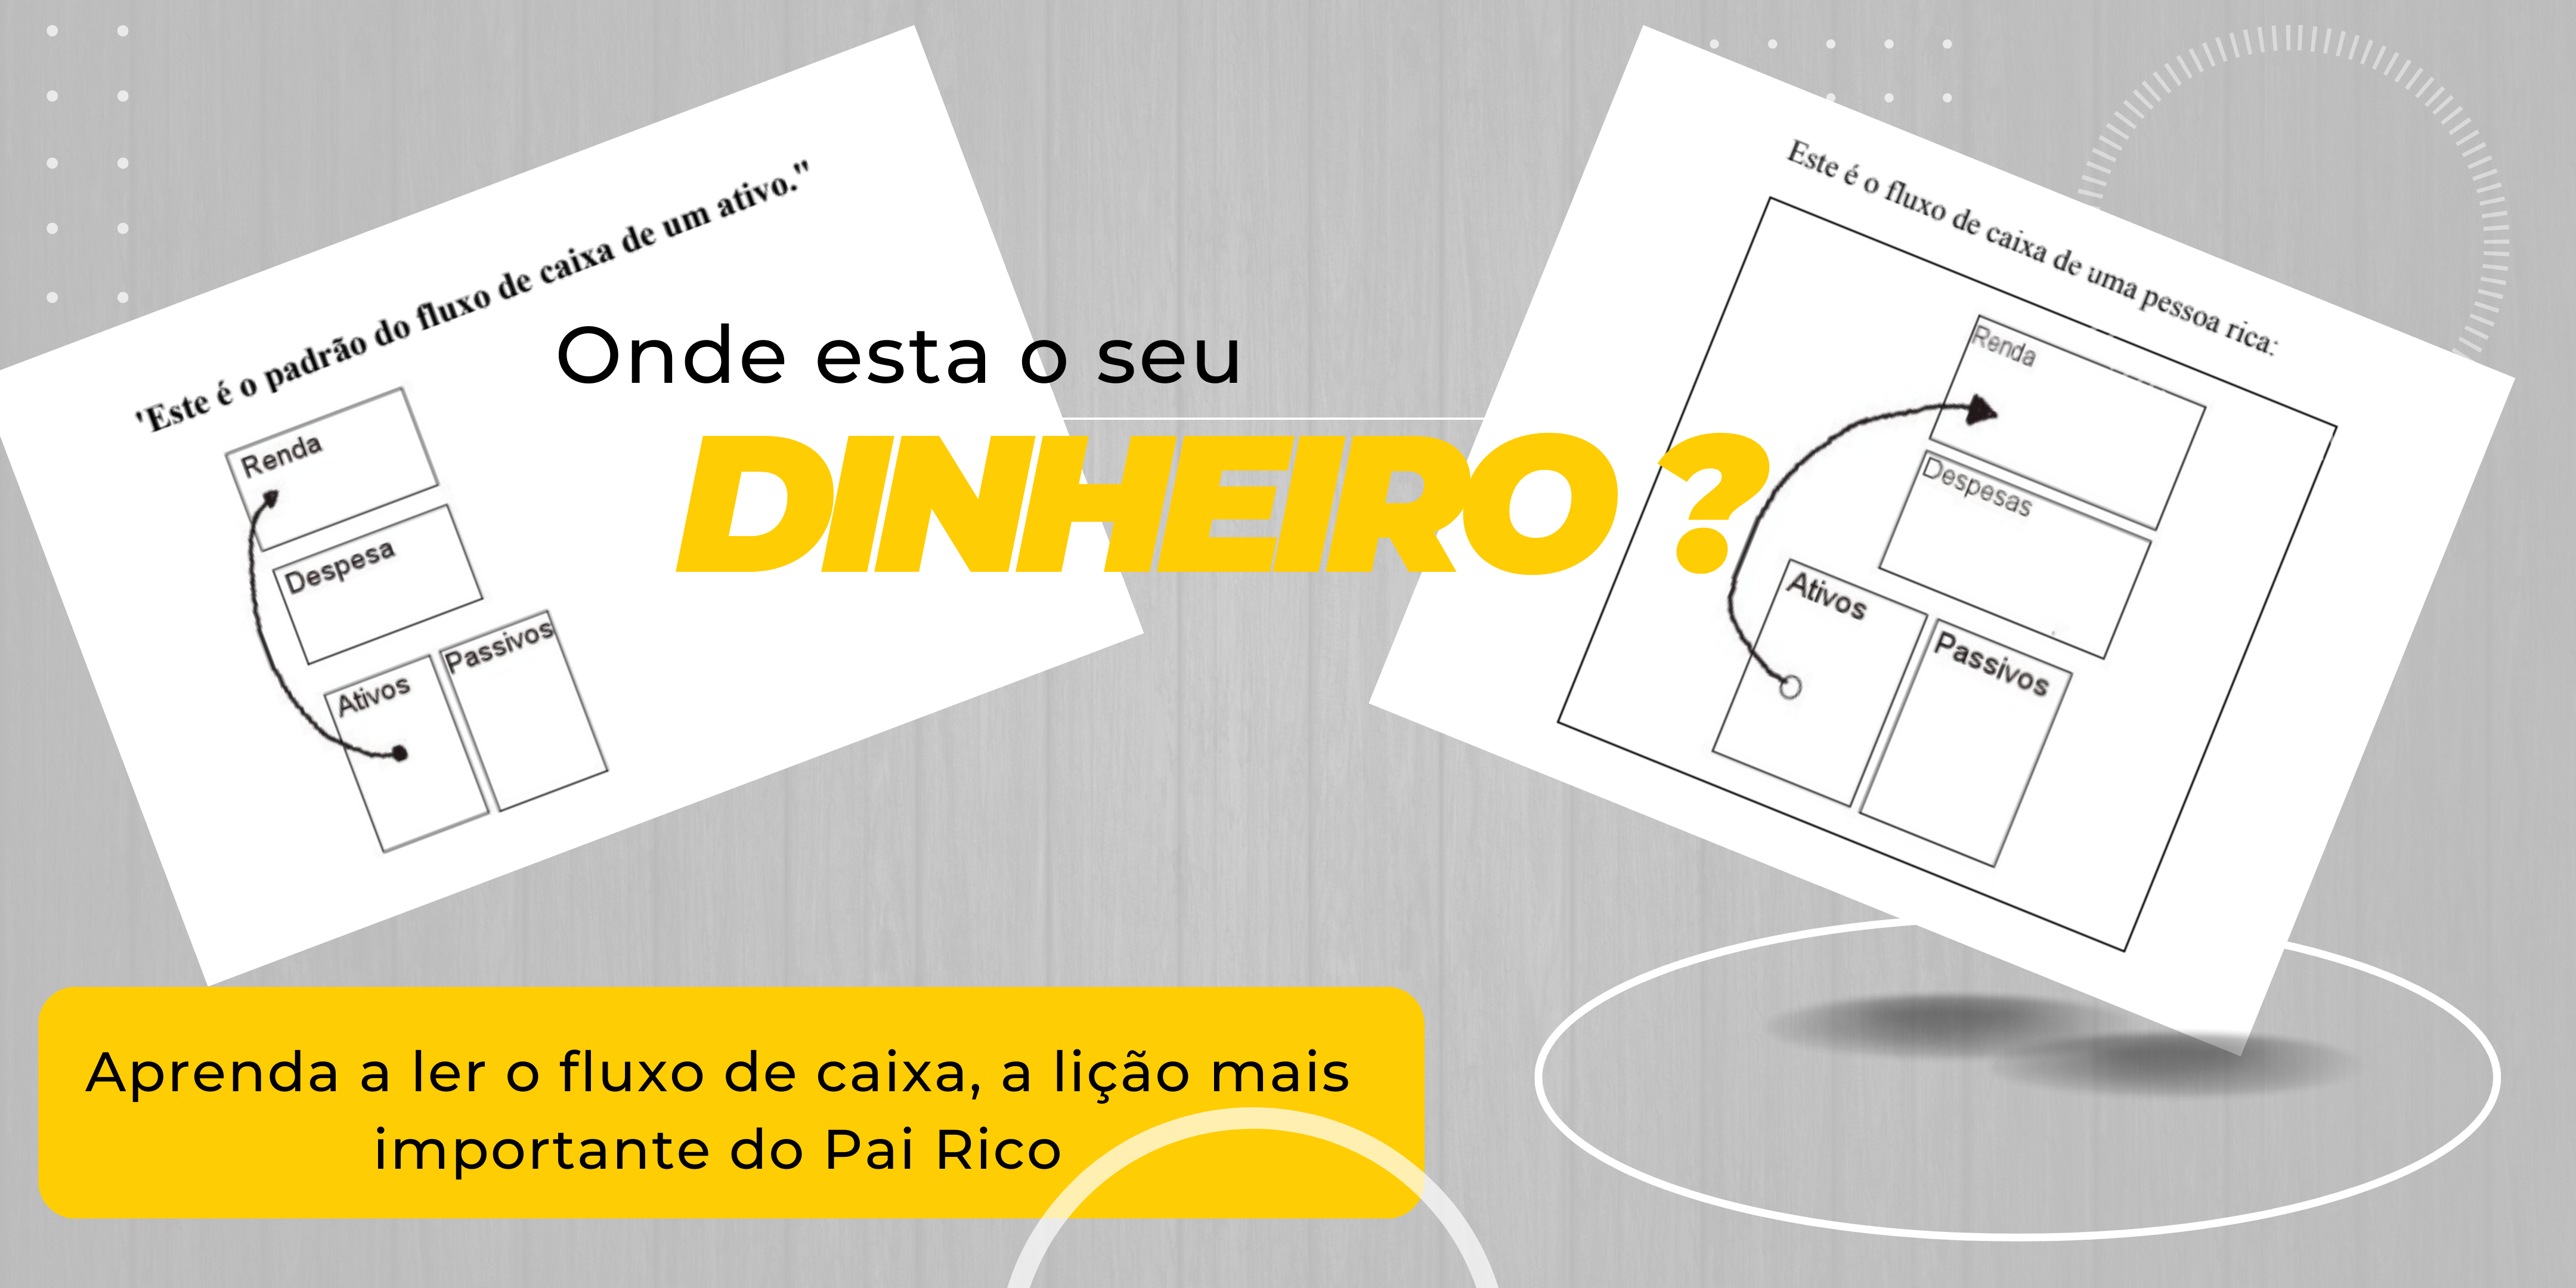 'Este é o padrão do fluxo de caixa de um ativo."
Renda
Despesa
Ativos
Passivos
Onde esta o seu
DINHEIRO ?
Este é o fluxo de caixa de uma pessoa rica:
Renda
Despesas
Ativos
Passivos
Aprenda a ler o fluxo de caixa, a lição mais
importante do Pai Rico